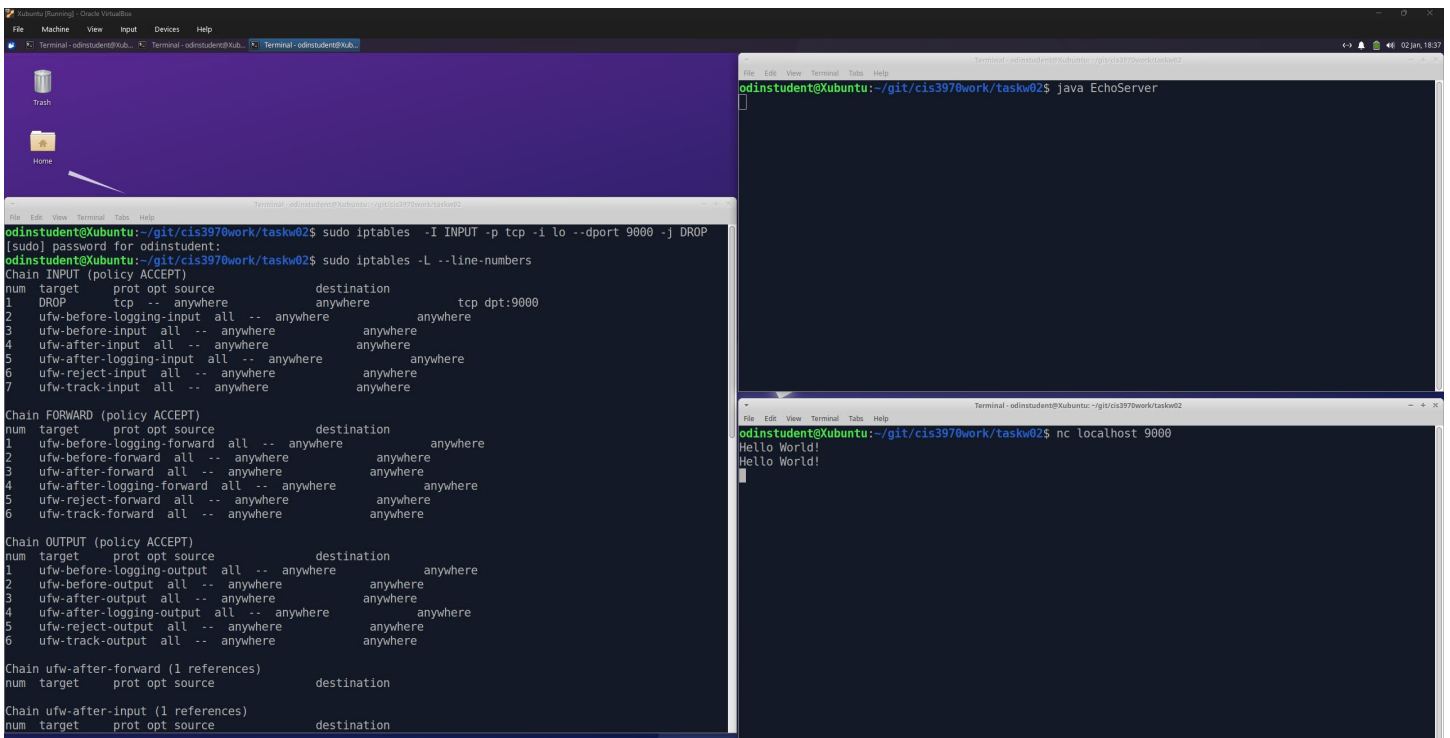 Xubuntu [Running] - Oracle VirtualBox
File Machine View Input Devices Help
Terminal - odinstudent@Xub... Terminal - odinstudent@Xub... Terminal - odinstudent@Xub...
02 Jan, 18:37
Trash
Home
Terminal - odinstudent@Xubuntu: ~/git/cis3970work/taskw02
File Edit View Terminal Tabs Help
odinstudent@Xubuntu:~/git/cis3970work/taskw02$ java EchoServer
Terminal - odinstudent@Xubuntu: ~/git/cis3970work/taskw02
File Edit View Terminal Tabs Help
odinstudent@Xubuntu:~/git/cis3970work/taskw02$ sudo iptables  -I INPUT -p tcp -i lo --dport 9000 -j DROP
[sudo] password for odinstudent:
odinstudent@Xubuntu:~/git/cis3970work/taskw02$ sudo iptables -L --line-numbers
Chain INPUT (policy ACCEPT)
num target prot opt source destination
1 DROP tcp -- anywhere anywhere tcp dpt:9000
2 ufw-before-logging-input all -- anywhere anywhere
3 ufw-before-input all -- anywhere anywhere
4 ufw-after-input all -- anywhere anywhere
5 ufw-after-logging-input all -- anywhere anywhere
6 ufw-reject-input all -- anywhere anywhere
7 ufw-track-input all -- anywhere anywhere
Chain FORWARD (policy ACCEPT)
num target prot opt source destination
1 ufw-before-logging-forward all -- anywhere anywhere
2 ufw-before-forward all -- anywhere anywhere
3 ufw-after-forward all -- anywhere anywhere
4 ufw-after-logging-forward all -- anywhere anywhere
5 ufw-reject-forward all -- anywhere anywhere
6 ufw-track-forward all -- anywhere anywhere
Chain OUTPUT (policy ACCEPT)
num target prot opt source destination
1 ufw-before-logging-output all -- anywhere anywhere
2 ufw-before-output all -- anywhere anywhere
3 ufw-after-output all -- anywhere anywhere
4 ufw-after-logging-output all -- anywhere anywhere
5 ufw-reject-output all -- anywhere anywhere
6 ufw-track-output all -- anywhere anywhere
Chain ufw-after-forward (1 references)
num target prot opt source destination
Chain ufw-after-input (1 references)
num target prot opt source destination
Terminal - odinstudent@Xubuntu: ~/git/cis3970work/taskw02
File Edit View Terminal Tabs Help
odinstudent@Xubuntu:~/git/cis3970work/taskw02$ nc localhost 9000
Hello World!
Hello World!